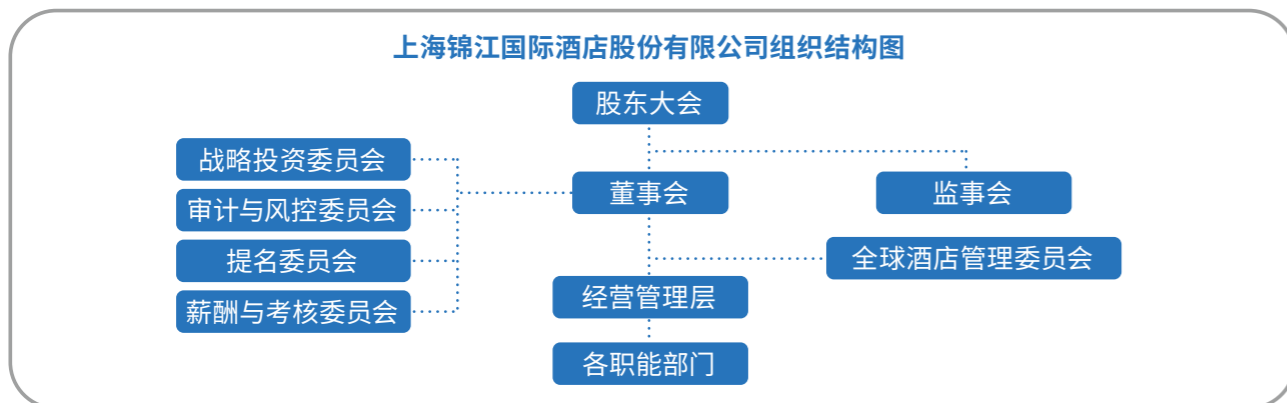 上海锦江国际酒店股份有限公司组织结构图
股东大会
战略投资委员会
审计与风控委员会
提名委员会
薪酬与考核委员会
董事会
监事会
全球酒店管理委员会
经营管理层
各职能部门